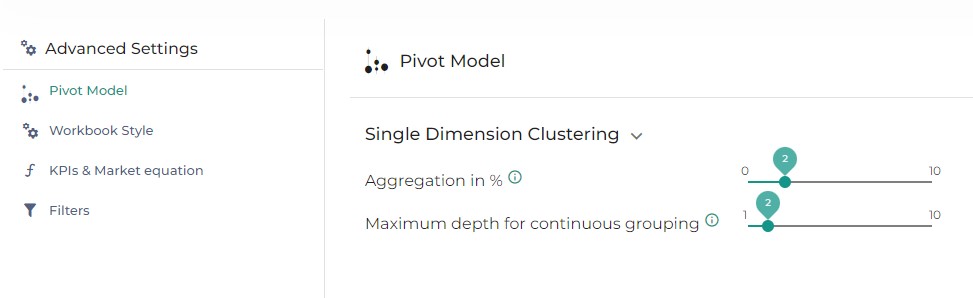 Advanced Settings
Pivot Model
Workbook Style
KPIs & Market equation
Filters
Pivot Model
Single Dimension Clustering
Aggregation in %
0
2
10
Maximum depth for continuous grouping
1
2
10